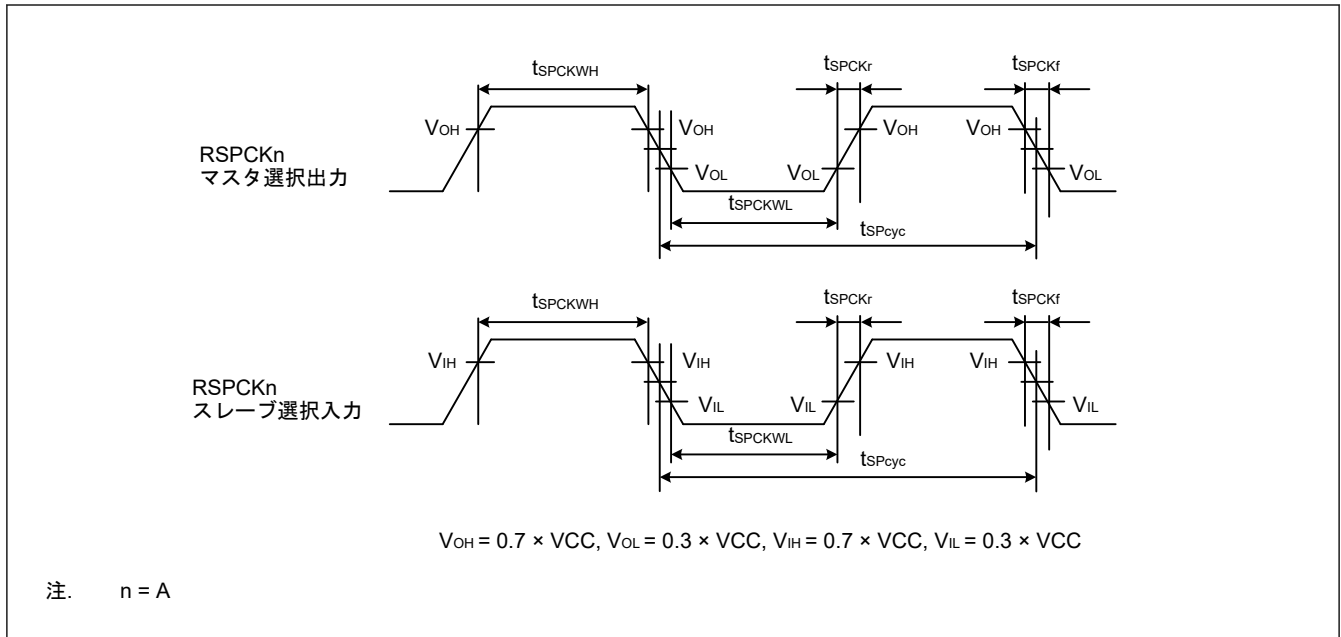 tSPCKWH
tSPCKr
tSPCKf
VOH
VOH
VOH
VOH
RSPCKn
マスタ選択出力
VOL
VOL
VOL
tSPCKWL
tSPcyc
tSPCKWH
tSPCKr
tSPCKf
VIH
VIH
VIH
VIH
RSPCKn
スレーブ選択入力
VIL
VIL
VIL
tSPCKWL
tSPcyc
VOH = 0.7 × VCC, VOL = 0.3 × VCC, VIH = 0.7 × VCC, VIL = 0.3 × VCC
注. n = A